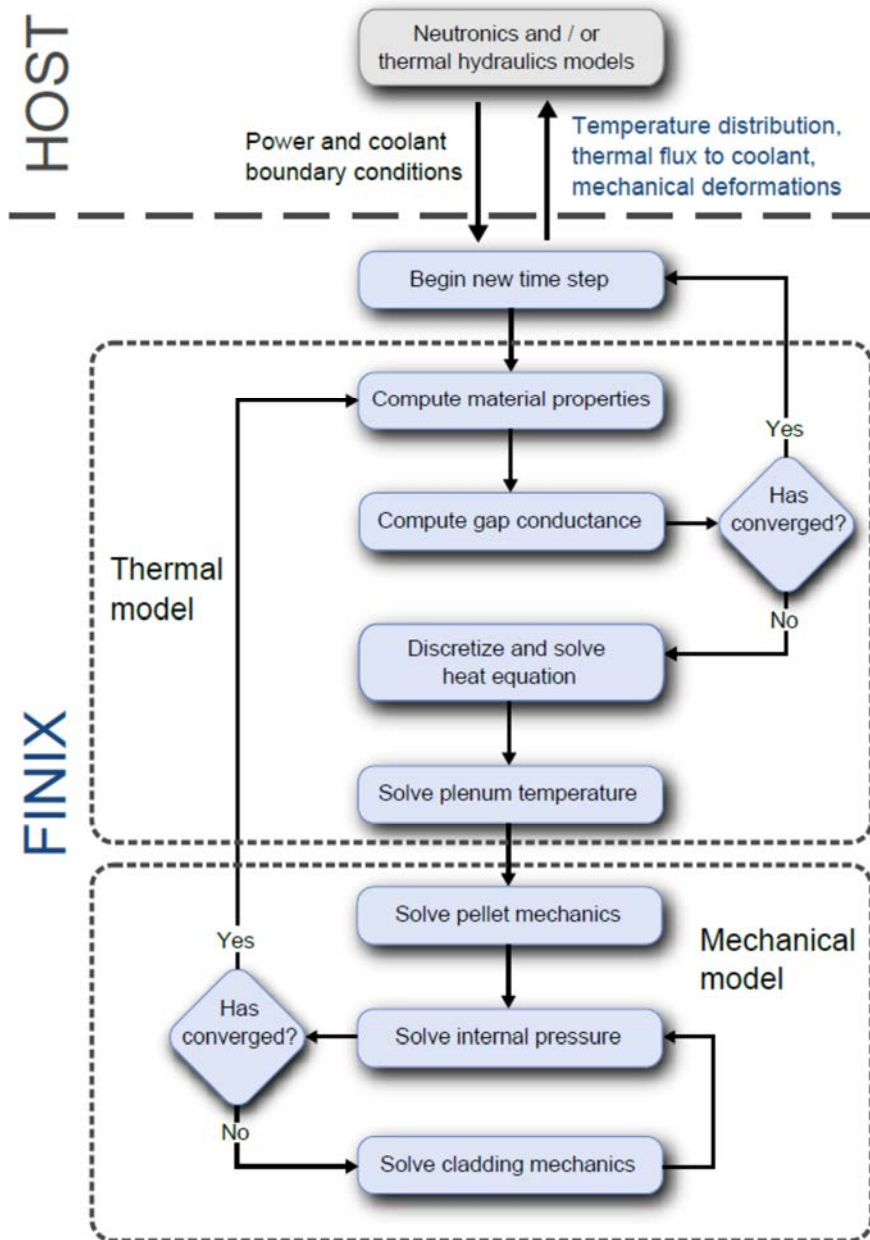 HOST
Neutronics and / or
thermal hydraulics models
Power and coolant
boundary conditions
Temperature distribution,
thermal flux to coolant,
mechanical deformations
FINIX
Begin new time step
Thermal
model
Compute material properties
Compute gap conductance
Has
converged?
Yes
No
Discretize and solve
heat equation
Solve plenum temperature
Mechanical
model
Solve pellet mechanics
Solve internal pressure
Has
converged?
Yes
No
Solve cladding mechanics